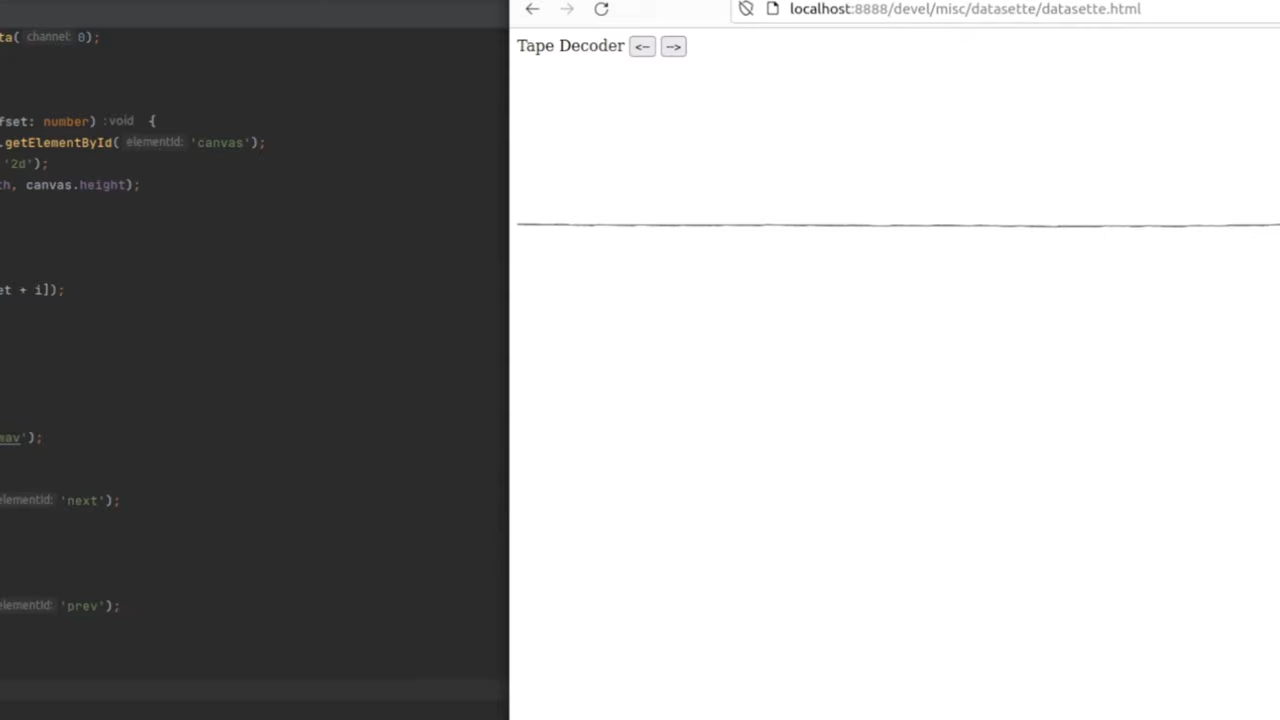 ta( channel: 0);
fset: number) : void {
.getElementById( elementId: 'canvas');
'2d');
th, canvas.height);
et + i]);
wav');
elementId: 'next');
elementId: 'prev');
localhost:8888/devel/misc/datasette/datasette.html
Tape Decoder <-- -->